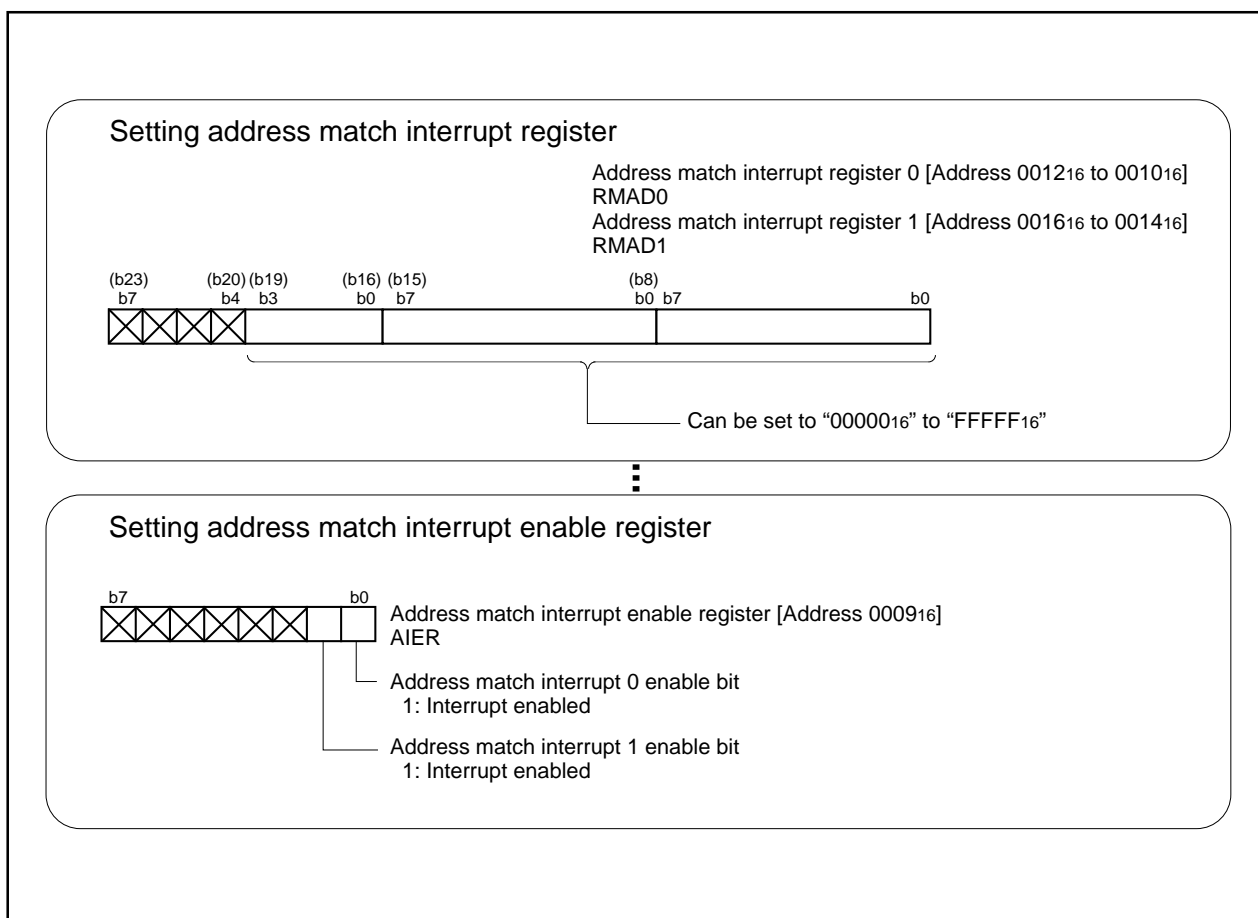 Setting address match interrupt register
Address match interrupt register 0 [Address 001216 to 001016]
RMAD0
Address match interrupt register 1 [Address 001616 to 001416]
RMAD1
(b23) (b20) (b19) (b16) (b15) (b8)
b7 b4 b3 b0 b7 b0 b7 b0
Can be set to “0000016” to “FFFFF16”
Setting address match interrupt enable register
b7 b0
Address match interrupt enable register [Address 000916]
AIER
Address match interrupt 0 enable bit
1: Interrupt enabled
Address match interrupt 1 enable bit
1: Interrupt enabled